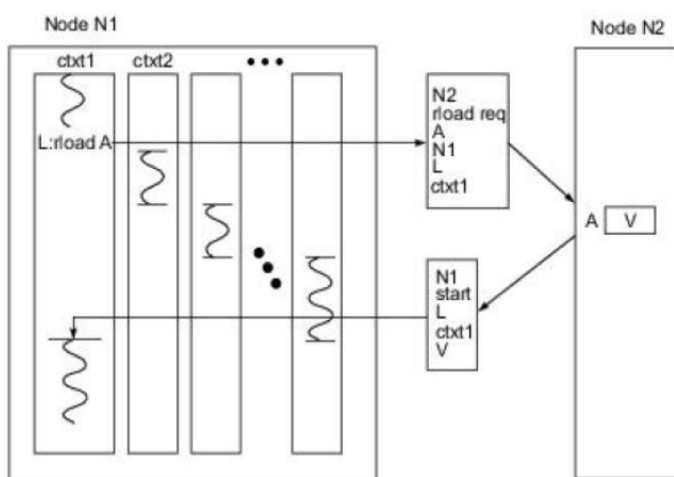 Node N1
Node N2
ctxt1
ctxt2
L:rload A
N2
rload req
A
N1
L
ctxt1
A
V
N1
start
L
ctxt1
V